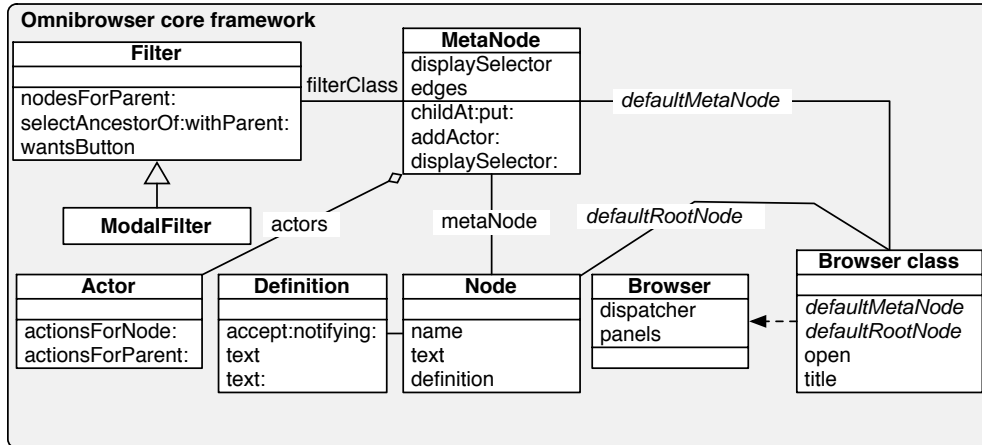 Omnibrowser core framework
Filter
nodesForParent:
selectAncestorOf:withParent:
wantsButton
filterClass
MetaNode
displaySelector
edges
childAt:put:
addActor:
displaySelector:
defaultMetaNode
ModalFilter
actors
metaNode
defaultRootNode
Actor
actionsForNode:
actionsForParent:
Definition
accept:notifying:
text
text:
Node
name
text
definition
Browser
dispatcher
panels
Browser class
defaultMetaNode
defaultRootNode
open
title